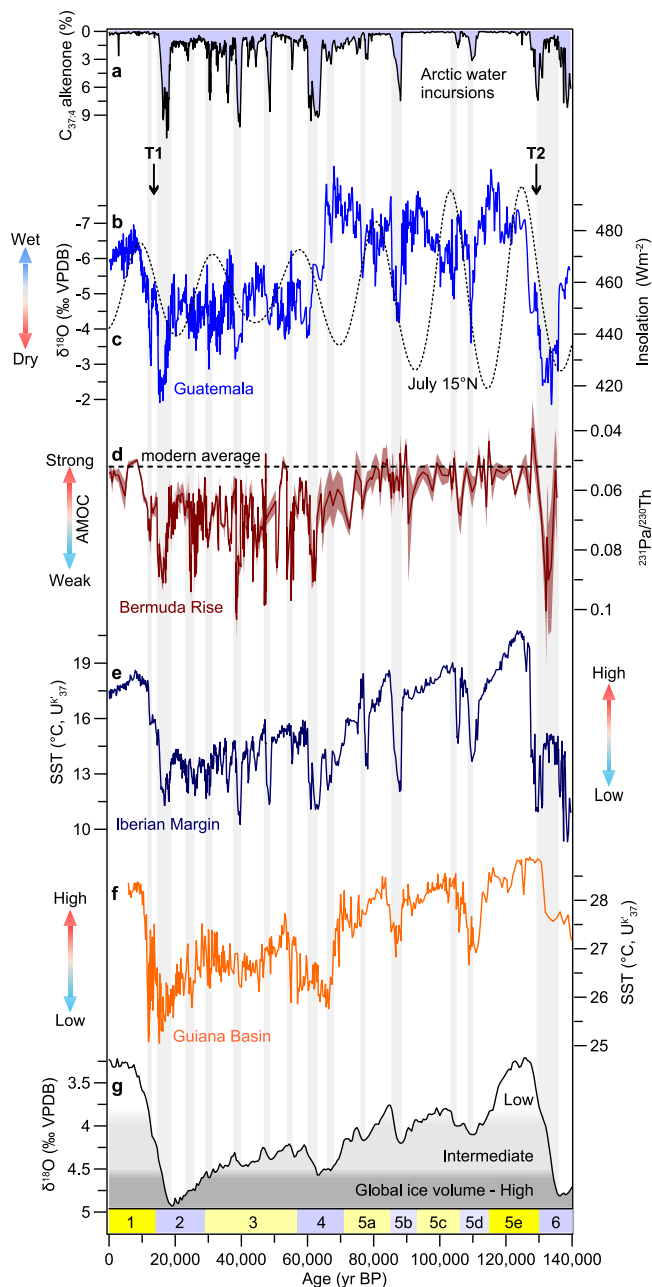 0
3
6
9
C37:4 alkenone (%)
a
Arctic water
incursions
T1
T2
b
Wet
Dry
-7
-6
-5
-4
-3
-2
δ18O (‰ VPDB)
c
480
460
440
420
Insolation (Wm-2)
July 15°N
Guatemala
d
modern average
Strong
AMOC
Weak
0.04
0.06
0.08
0.1
231Pa/230Th
Bermuda Rise
e
19
16
13
10
SST (°C, Uk'37)
High
Low
Iberian Margin
f
High
Low
28
27
26
25
SST (°C, Uk'37)
Guiana Basin
g
3.5
4
4.5
5
δ18O (‰ VPDB)
Low
Intermediate
Global ice volume - High
1 2 3 4 5a 5b 5c 5d 5e 6
0 20,000 40,000 60,000 80,000 100,000 120,000 140,000
Age (yr BP)